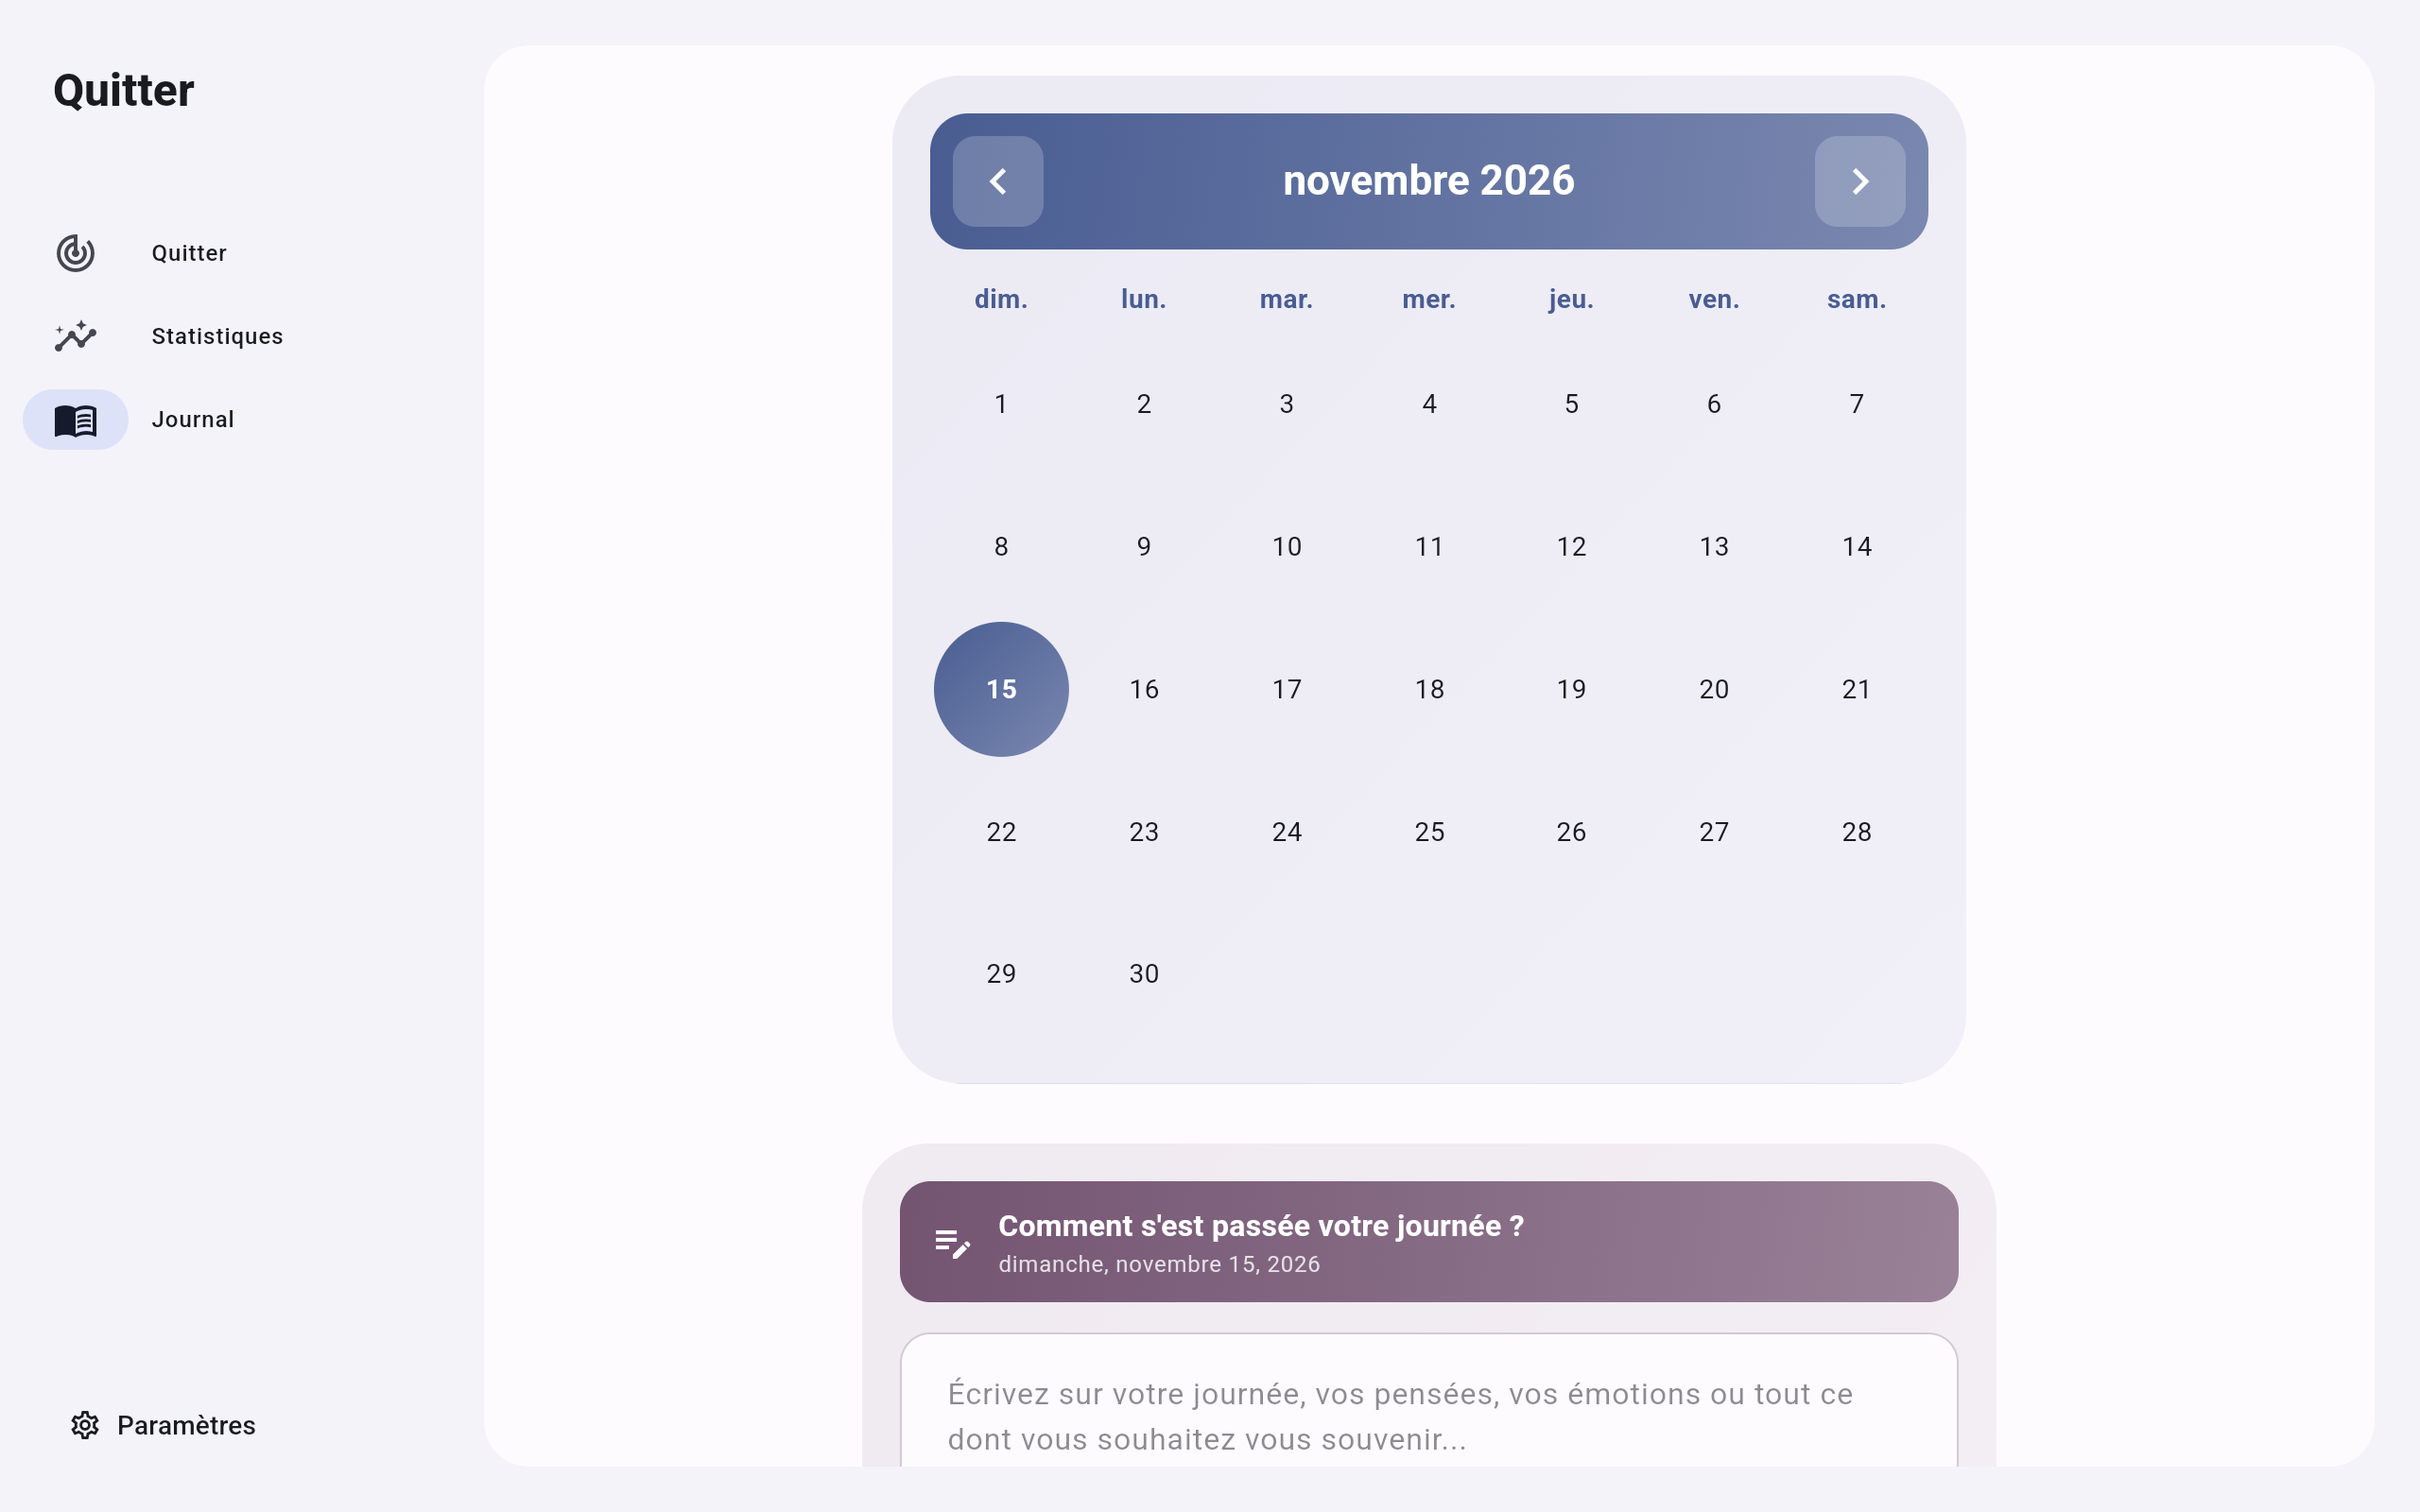 Quitter
Quitter
Statistiques
Journal
Paramètres
novembre 2026
dim. lun. mar. mer. jeu. ven. sam.
1 2 3 4 5 6 7
8 9 10 11 12 13 14
15 16 17 18 19 20 21
22 23 24 25 26 27 28
29 30
Comment s'est passée votre journée ?
dimanche, novembre 15, 2026
Écrivez sur votre journée, vos pensées, vos émotions ou tout ce
dont vous souhaitez vous souvenir...